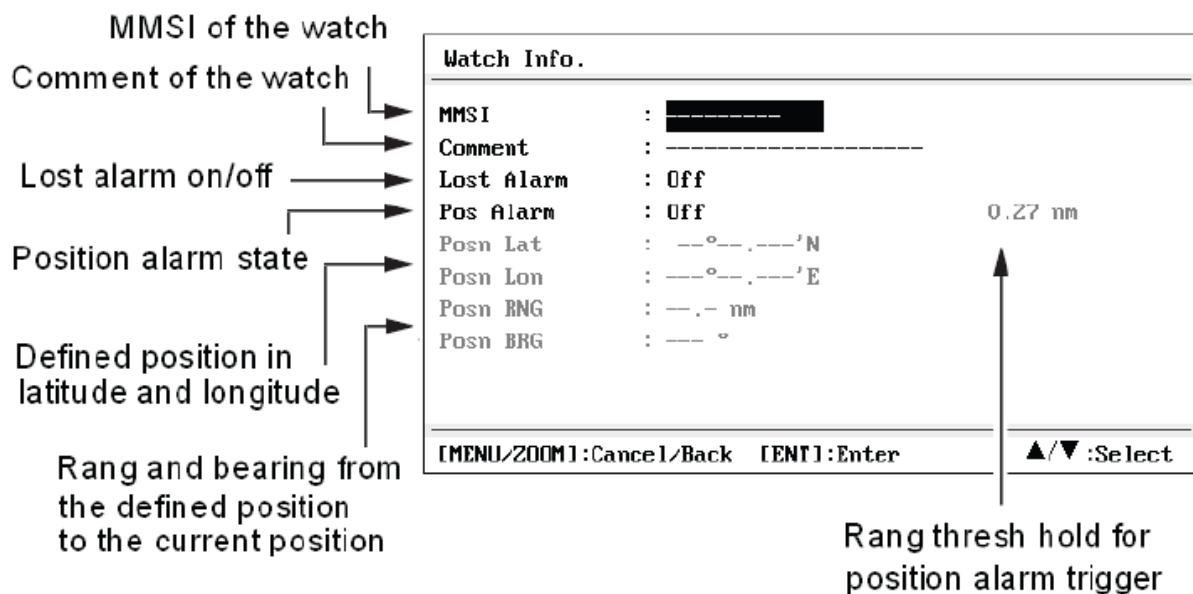 MMSI of the watch
Comment of the watch
Lost alarm on/off
Position alarm state
Defined position in
latitude and longitude
Rang and bearing from
the defined position
to the current position
Watch Info.
MMSI : ---------
Comment : --------------------
Lost Alarm : Off
Pos Alarm : Off 0.27 nm
Posn Lat : --°--.---'N
Posn Lon : ---°--.---'E
Posn RNG : --.- nm
Posn BRG : --- °
[MENU/ZOOM]:Cancel/Back [ENT]:Enter ▲/▼:Select
Rang thresh hold for
position alarm trigger